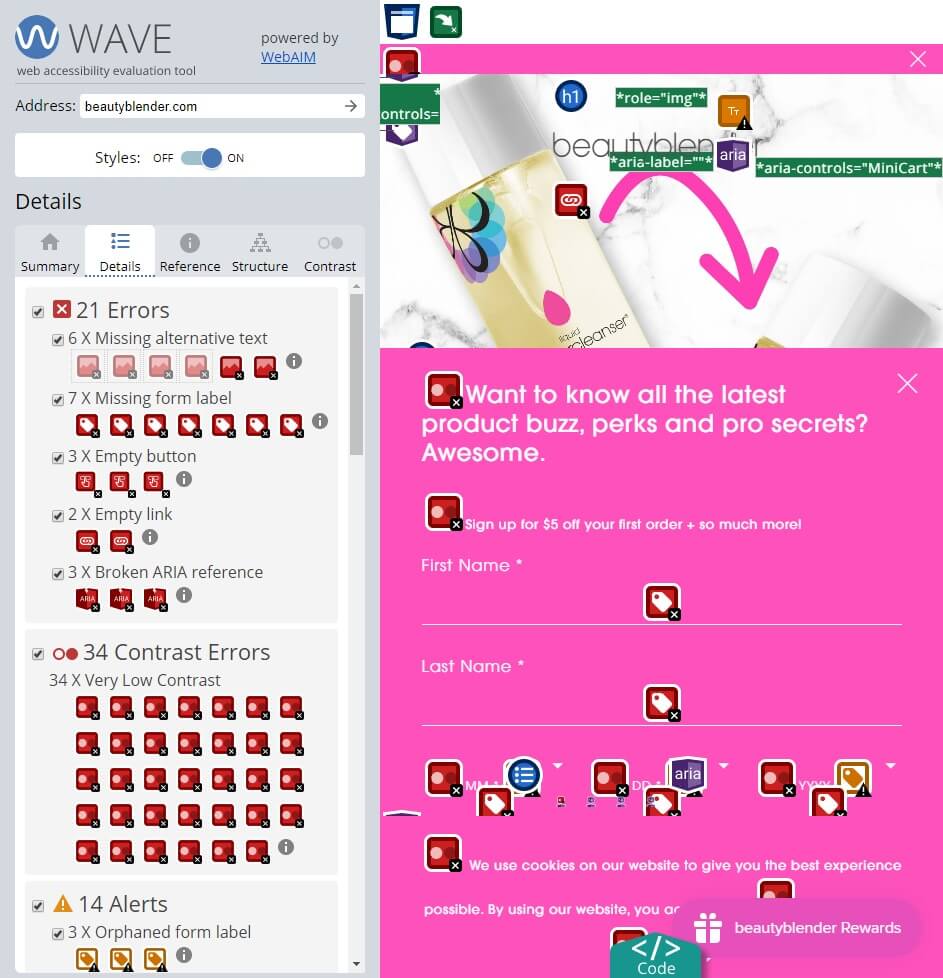 WAVE
powered by
WebAIM
web accessibility evaluation tool
Address: beautyblender.com
Styles: OFF ON
Details
Summary Details Reference Structure Contrast
21 Errors
6 X Missing alternative text
7 X Missing form label
3 X Empty button
2 X Empty link
3 X Broken ARIA reference
ARIA ARIA ARIA
34 Contrast Errors
34 X Very Low Contrast
14 Alerts
3 X Orphaned form label
h1
*role="img"*
ontrols=
beautyblender
*aria-label=""*
aria
*aria-controls="MiniCart"*
liquid
cleanser®
Want to know all the latest
product buzz, perks and pro secrets?
Awesome.
Sign up for $5 off your first order + so much more!
First Name *
Last Name *
MM * DD * aria YYYY
We use cookies on our website to give you the best experience
possible. By using our website, you
beautyblender Rewards
</>
Code